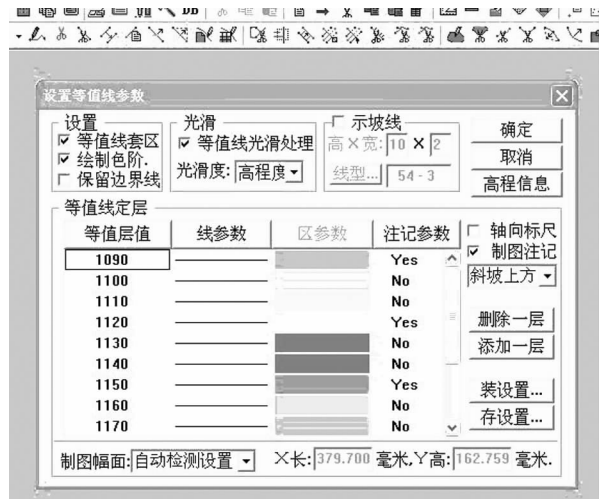 DB
设置等值线参数
设置
等值线套区
绘制色阶.
保留边界线
光滑
等值线光滑处理
光滑度: 高程度
示坡线
高×宽: 10 × 2
线型... 54-3
确定
取消
高程信息
等值线定层
等值层值 线参数 区参数 注记参数
1090 Yes
1100 No
1110 No
1120 Yes
1130 No
1140 No
1150 Yes
1160 No
1170 No
轴向标尺
制图注记
斜坡上方
删除一层
添加一层
装设置...
存设置...
制图幅面: 自动检测设置 X长: 379.700 毫米,Y高: 162.759 毫米.